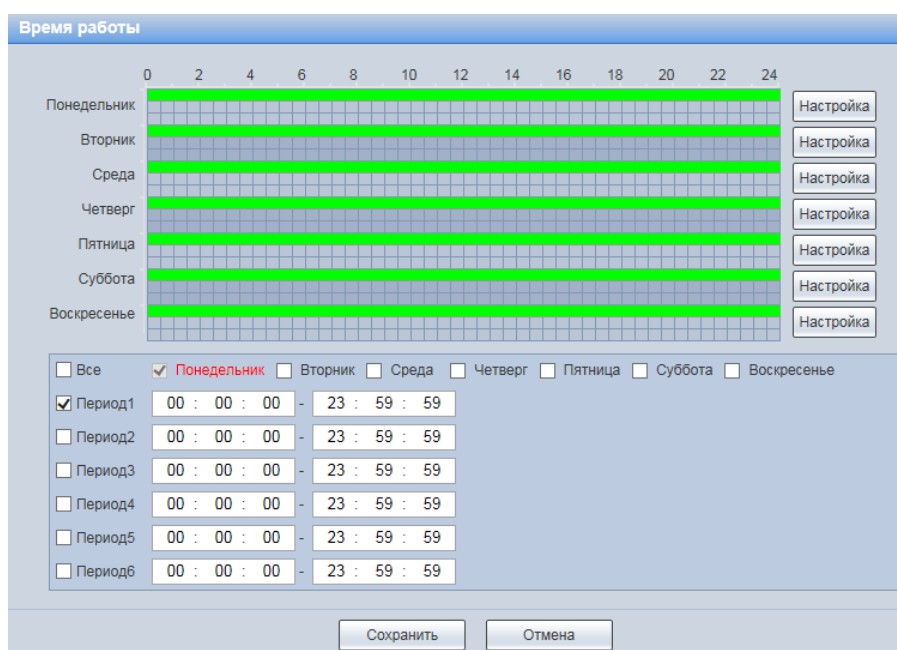 Время работы
0 2 4 6 8 10 12 14 16 18 20 22 24
Понедельник Настройка
Вторник Настройка
Среда Настройка
Четверг Настройка
Пятница Настройка
Суббота Настройка
Воскресенье Настройка
Все Понедельник Вторник Среда Четверг Пятница Суббота Воскресенье
Период1 00 : 00 : 00 - 23 : 59 : 59
Период2 00 : 00 : 00 - 23 : 59 : 59
Период3 00 : 00 : 00 - 23 : 59 : 59
Период4 00 : 00 : 00 - 23 : 59 : 59
Период5 00 : 00 : 00 - 23 : 59 : 59
Период6 00 : 00 : 00 - 23 : 59 : 59
Сохранить Отмена